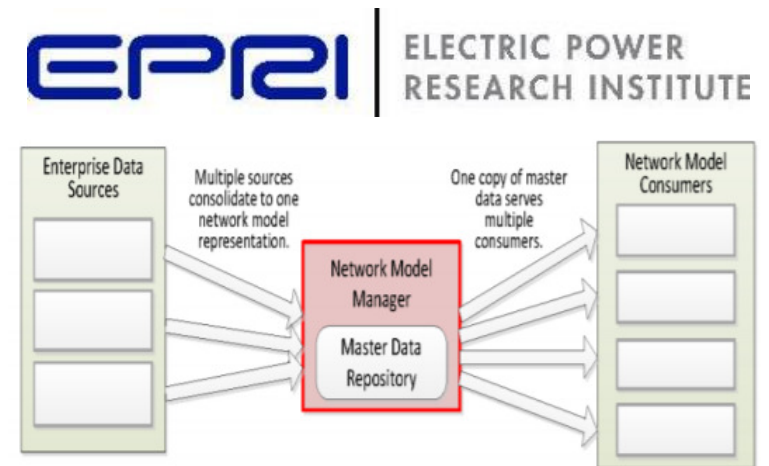 EPRI
ELECTRIC POWER
RESEARCH INSTITUTE
Enterprise Data
Sources
Multiple sources
consolidate to one
network model
representation.
One copy of master
data serves
multiple
consumers.
Network Model
Consumers
Network Model
Manager
Master Data
Repository